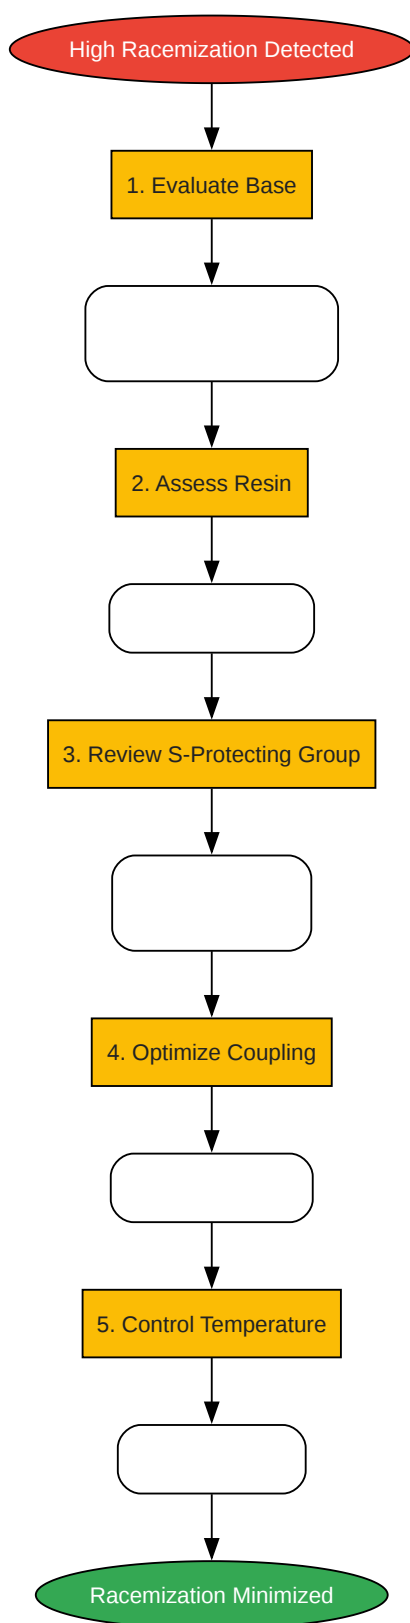 High Racemization Detected
1. Evaluate Base
2. Assess Resin
3. Review S-Protecting Group
4. Optimize Coupling
5. Control Temperature
Racemization Minimized